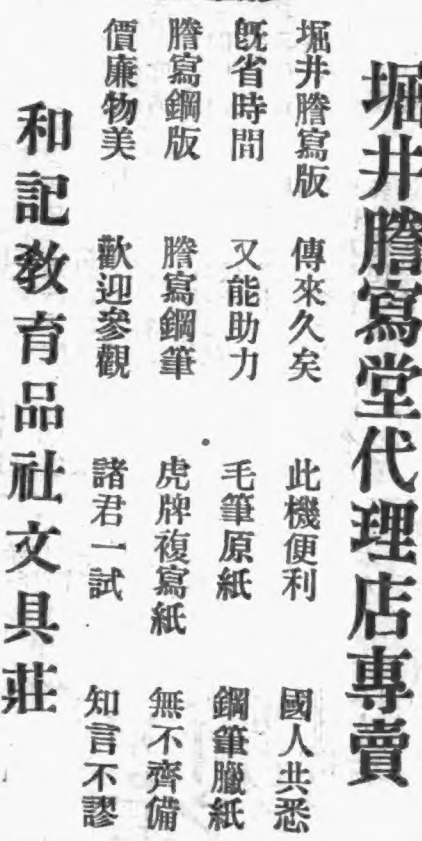 堀井謄寫堂代理店專賣
堀井謄寫版 傳來久矣 此機便利 國人共悉
旣省時間 又能助力 毛筆原紙 鋼筆臘紙
謄寫鋼版 謄寫鋼筆 虎牌複寫紙 無不齊備
價廉物美 歡迎參觀 諸君一試 知言不謬
和記教育品社文具莊